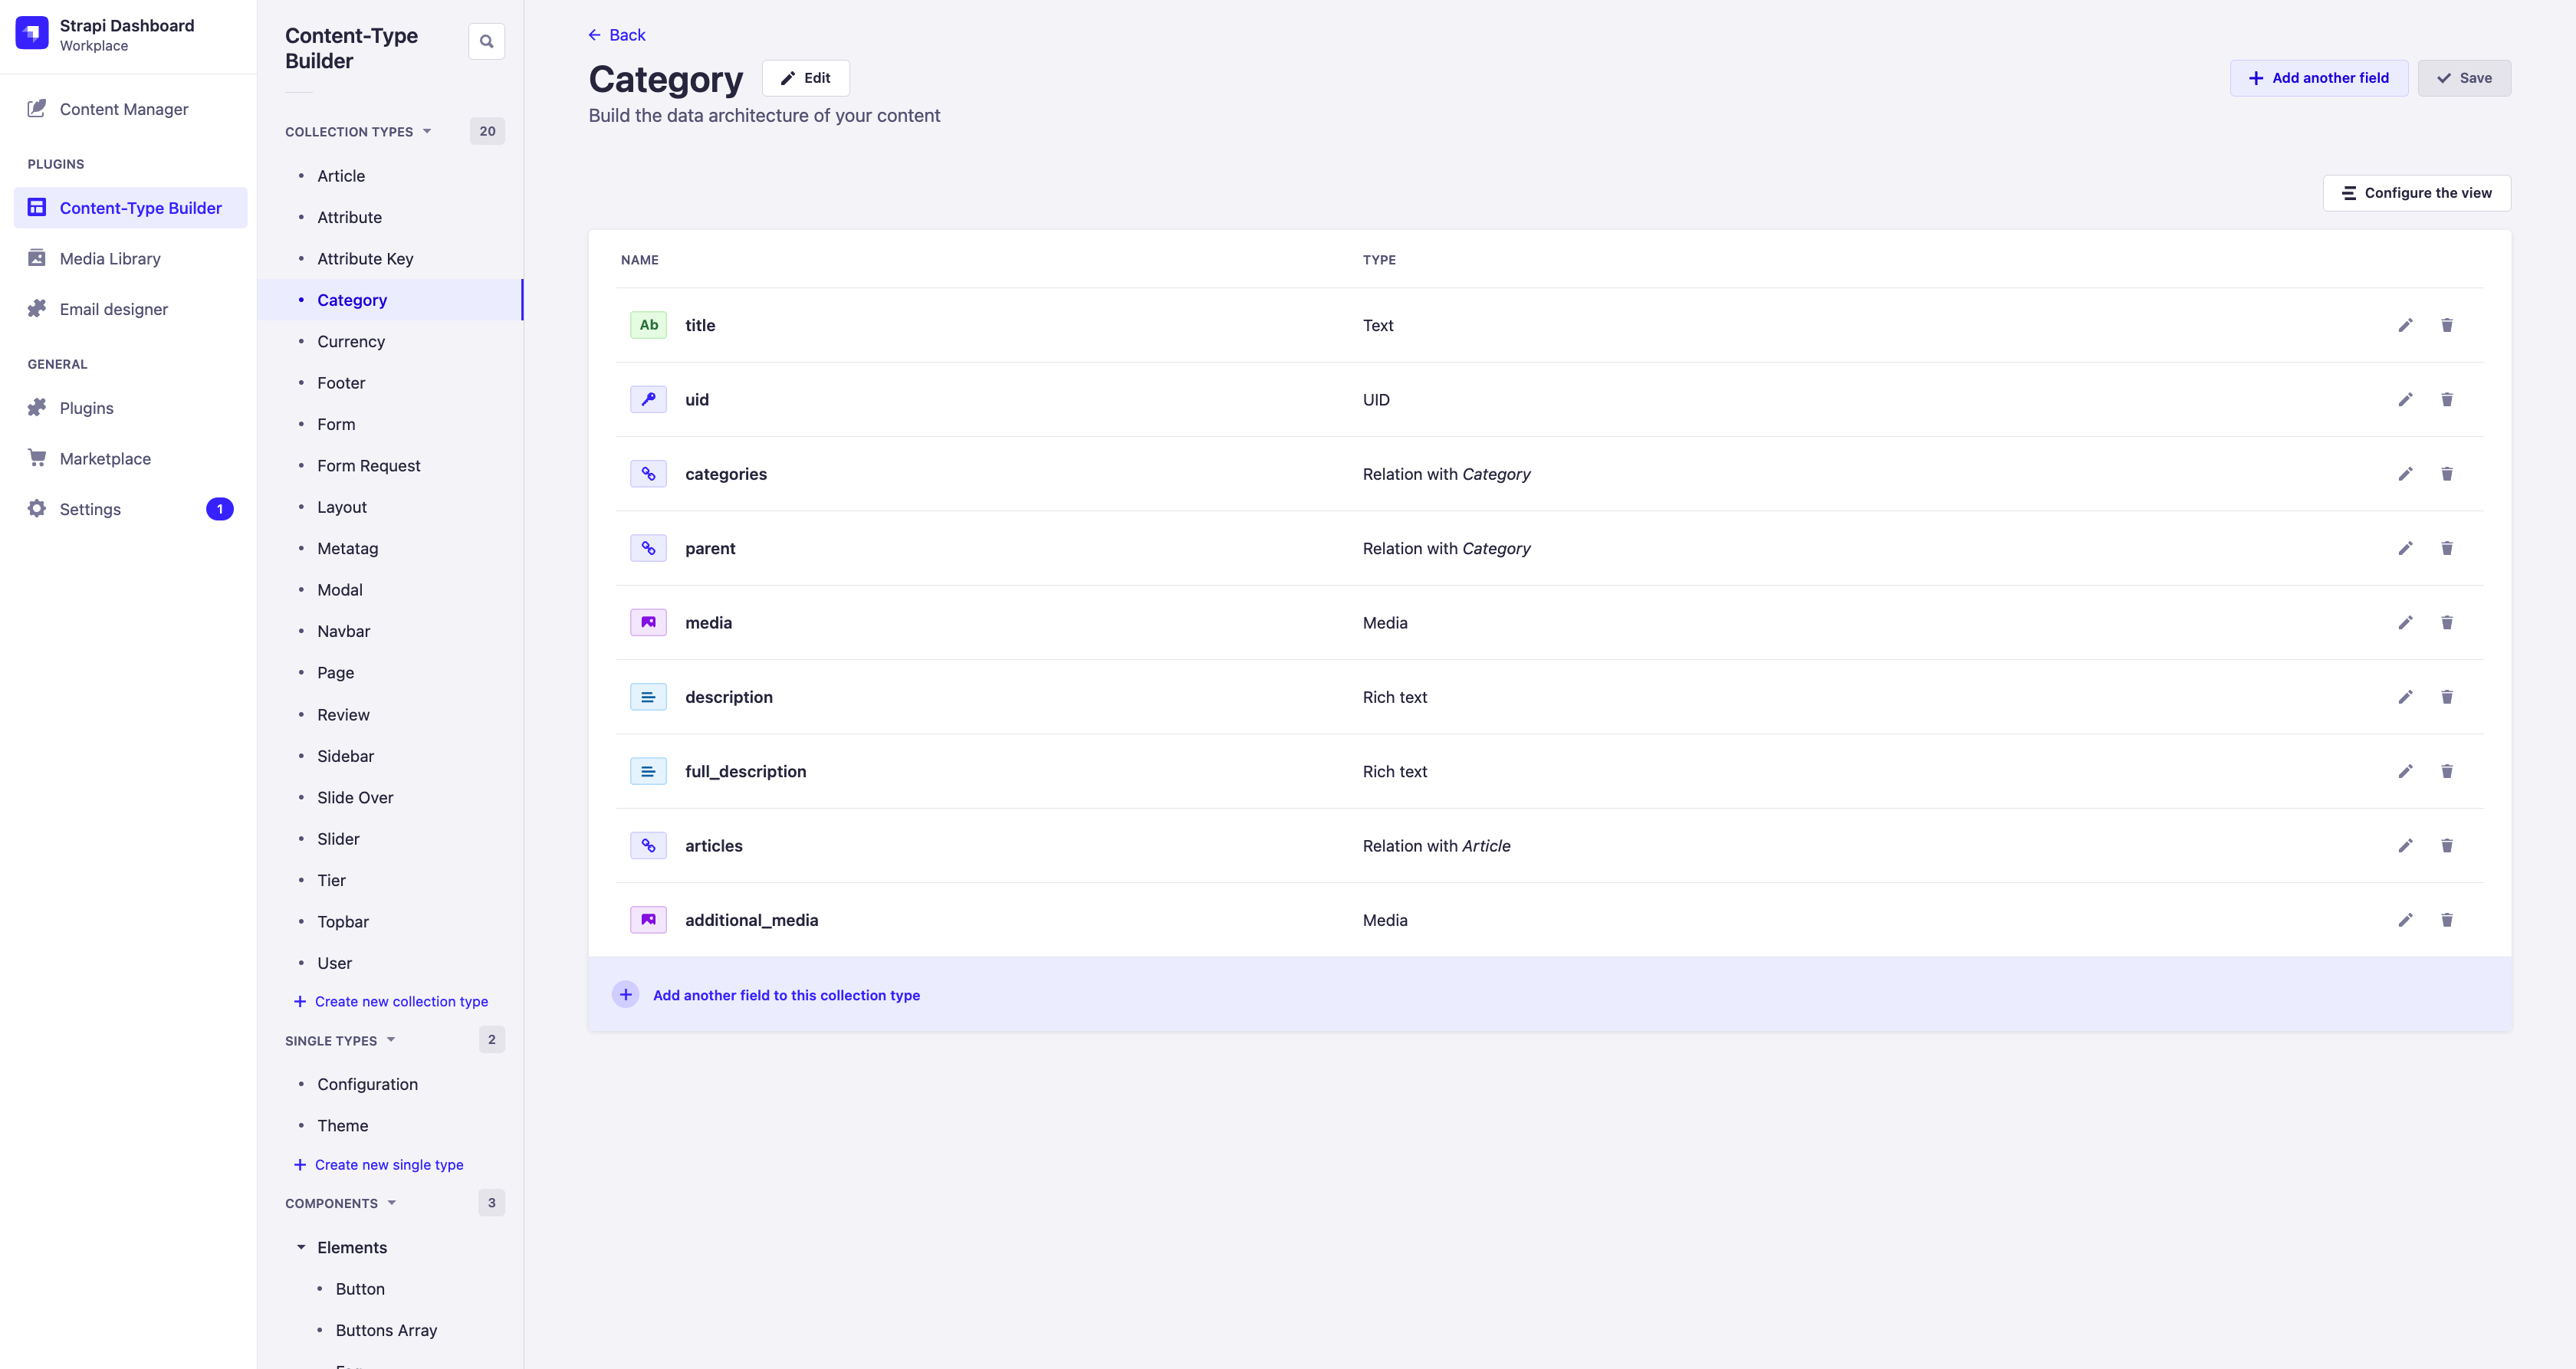 Strapi Dashboard
Workplace
Content Manager
PLUGINS
Content-Type Builder
Media Library
Email designer
GENERAL
Plugins
Marketplace
Settings
1
Content-Type
Builder
COLLECTION TYPES
20
Article
Attribute
Attribute Key
Category
Currency
Footer
Form
Form Request
Layout
Metatag
Modal
Navbar
Page
Review
Sidebar
Slide Over
Slider
Tier
Topbar
User
Create new collection type
SINGLE TYPES
2
Configuration
Theme
Create new single type
COMPONENTS
3
Elements
Button
Buttons Array
Back
Category
Edit
Build the data architecture of your content
Add another field
Save
Configure the view
NAME TYPE
Ab title Text
uid UID
categories Relation with Category
parent Relation with Category
media Media
description Rich text
full_description Rich text
articles Relation with Article
additional_media Media
Add another field to this collection type